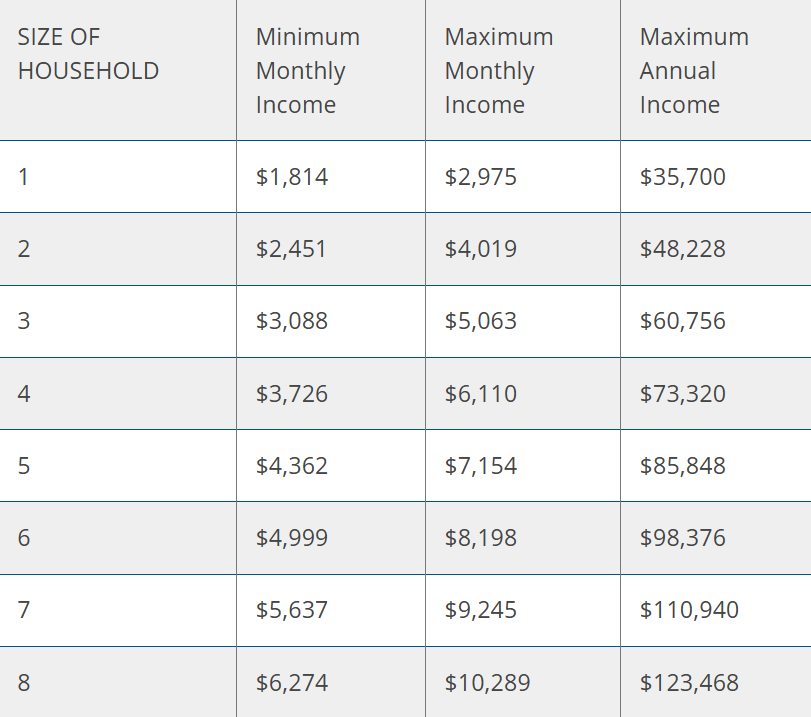 SIZE OF HOUSEHOLD Minimum Monthly Income Maximum Monthly Income Maximum Annual Income
1 $1,814 $2,975 $35,700
2 $2,451 $4,019 $48,228
3 $3,088 $5,063 $60,756
4 $3,726 $6,110 $73,320
5 $4,362 $7,154 $85,848
6 $4,999 $8,198 $98,376
7 $5,637 $9,245 $110,940
8 $6,274 $10,289 $123,468